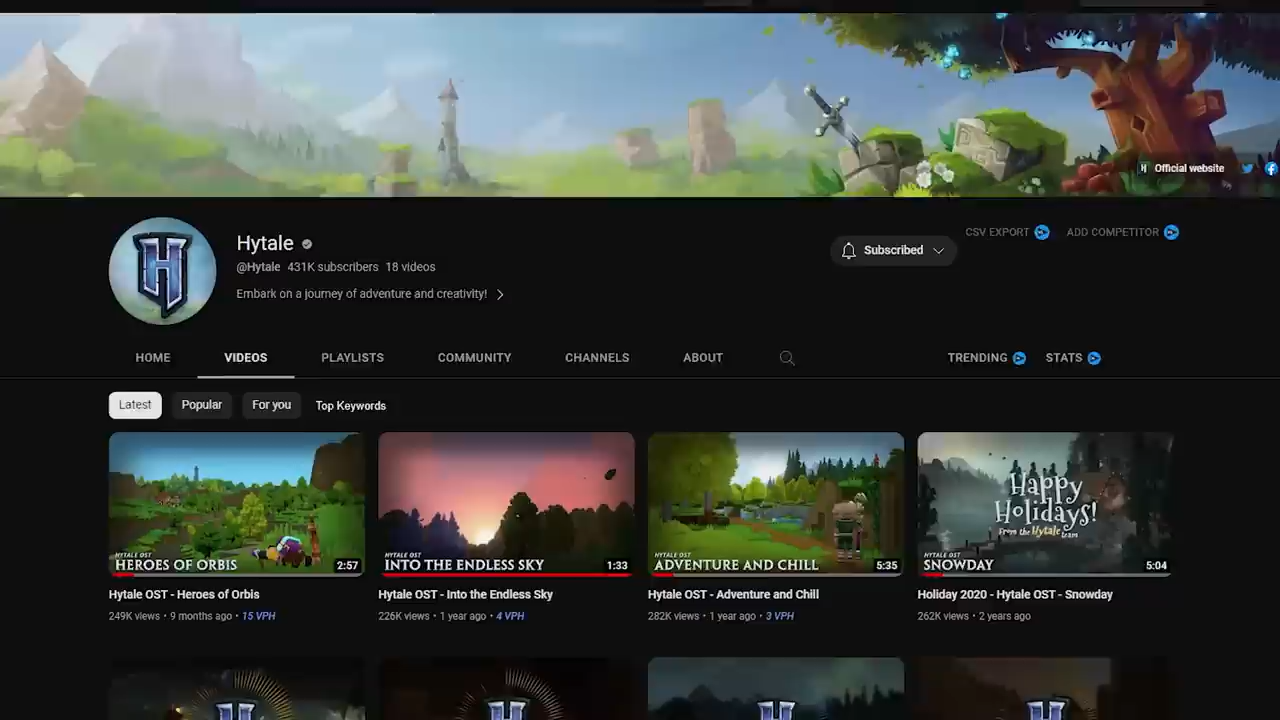 Official website
Hytale
@Hytale 431K subscribers 18 videos
Embark on a journey of adventure and creativity!
Subscribed
CSV EXPORT
ADD COMPETITOR
HOME
VIDEOS
PLAYLISTS
COMMUNITY
CHANNELS
ABOUT
TRENDING
STATS
Latest
Popular
For you
Top Keywords
HYTALE OST
HEROES OF ORBIS
2:57
HYTALE OST
INTO THE ENDLESS SKY
1:33
HYTALE OST
ADVENTURE AND CHILL
5:35
Happy
Holidays!
From the Hytale team
HYTALE OST
SNOWDAY
5:04
Hytale OST - Heroes of Orbis
249K views • 9 months ago • 15 VPH
Hytale OST - Into the Endless Sky
226K views • 1 year ago • 4 VPH
Hytale OST - Adventure and Chill
282K views • 1 year ago • 3 VPH
Holiday 2020 - Hytale OST - Snowday
262K views • 2 years ago